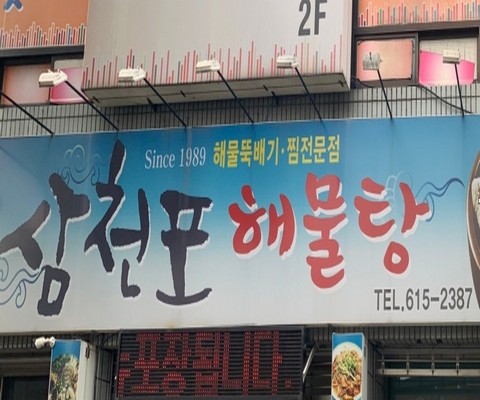 2F
Since 1989 해물뚝배기·찜전문점
삼천포 해물탕
TEL.615-2387
포장됩니다.